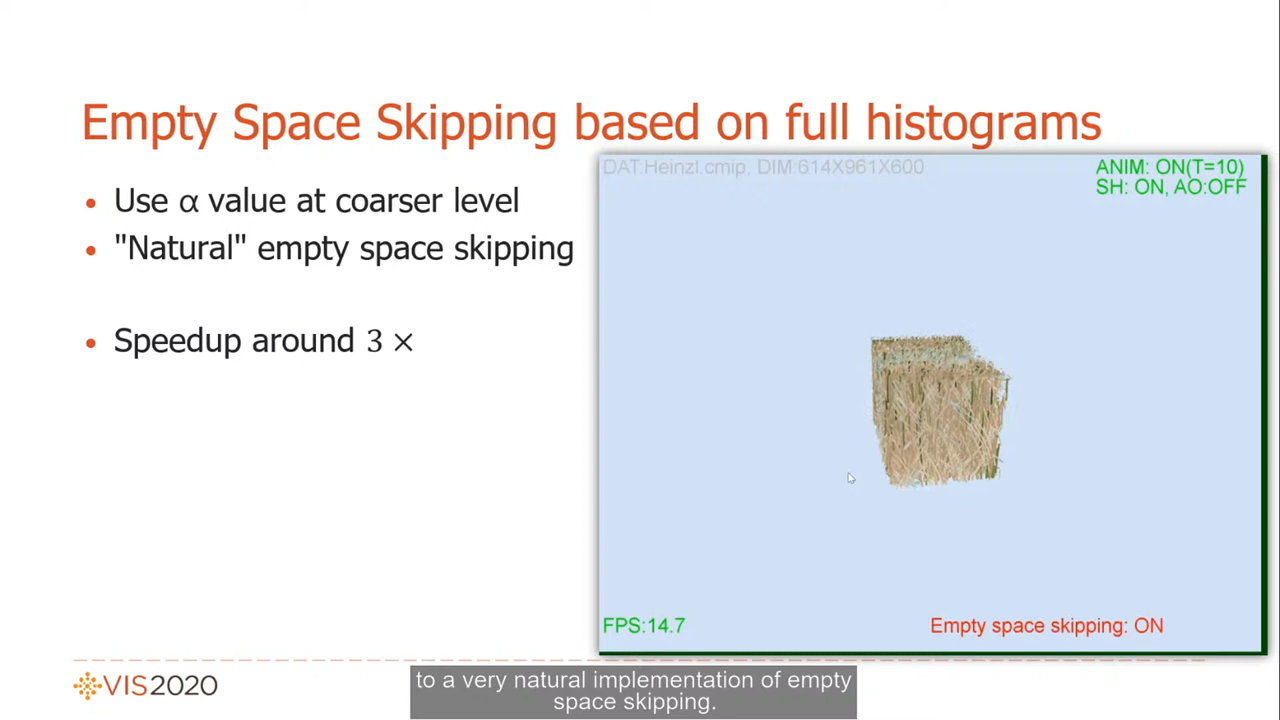 Empty Space Skipping based on full histograms
DAT:Heinzl.cmip, DIM:614X961X600
ANIM: ON(T=10)
SH: ON, AO:OFF
• Use α value at coarser level
• "Natural" empty space skipping
• Speedup around 3 ×
FPS:14.7
Empty space skipping: ON
VIS2020
to a very natural implementation of empty
space skipping.